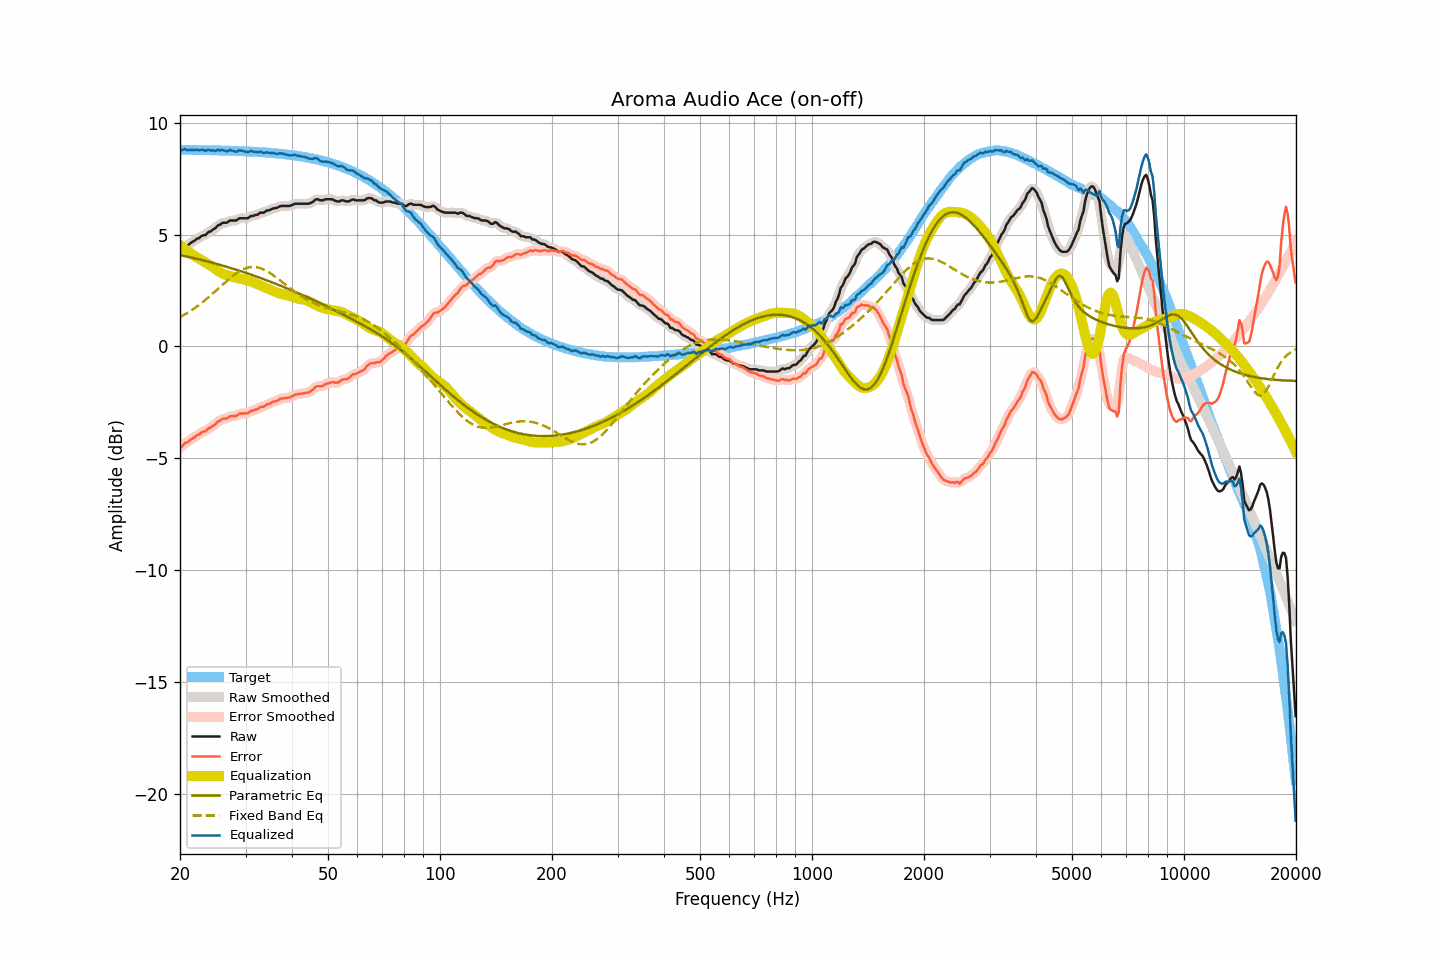 Aroma Audio Ace (on-off)
10
5
0
−5
−10
−15
−20
Amplitude (dBr)
Target
Raw Smoothed
Error Smoothed
Raw
Error
Equalization
Parametric Eq
Fixed Band Eq
Equalized
20 50 100 200 500 1000 2000 5000 10000 20000
Frequency (Hz)